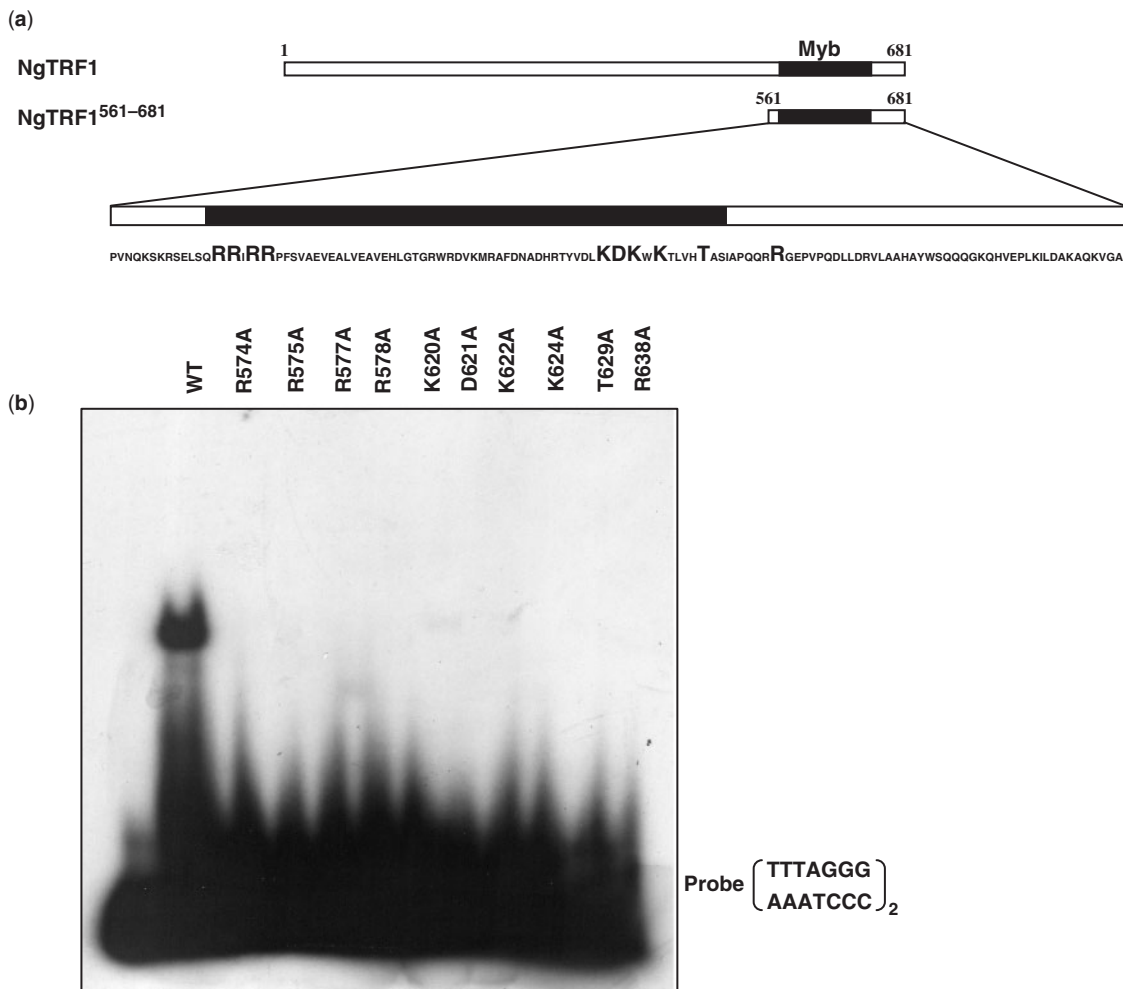 (a)
1 Myb 681
NgTRF1
561 681
NgTRF1561–681
PVNQKSKRSELSQRRIRRPFSVAEVEALVEAVEHLGTGRWRDVKMRAFDNADHRTYVDLKDKWKTLVHTASIAPQQRRGEPVPQDLLDRVLAAHAYWSQQQGKQHVEPLKILDAKAQKVGA
WT R574A R575A R577A R578A K620A D621A K622A K624A T629A R638A
(b)
Probe (TTTAGGG
AAATCCC)2